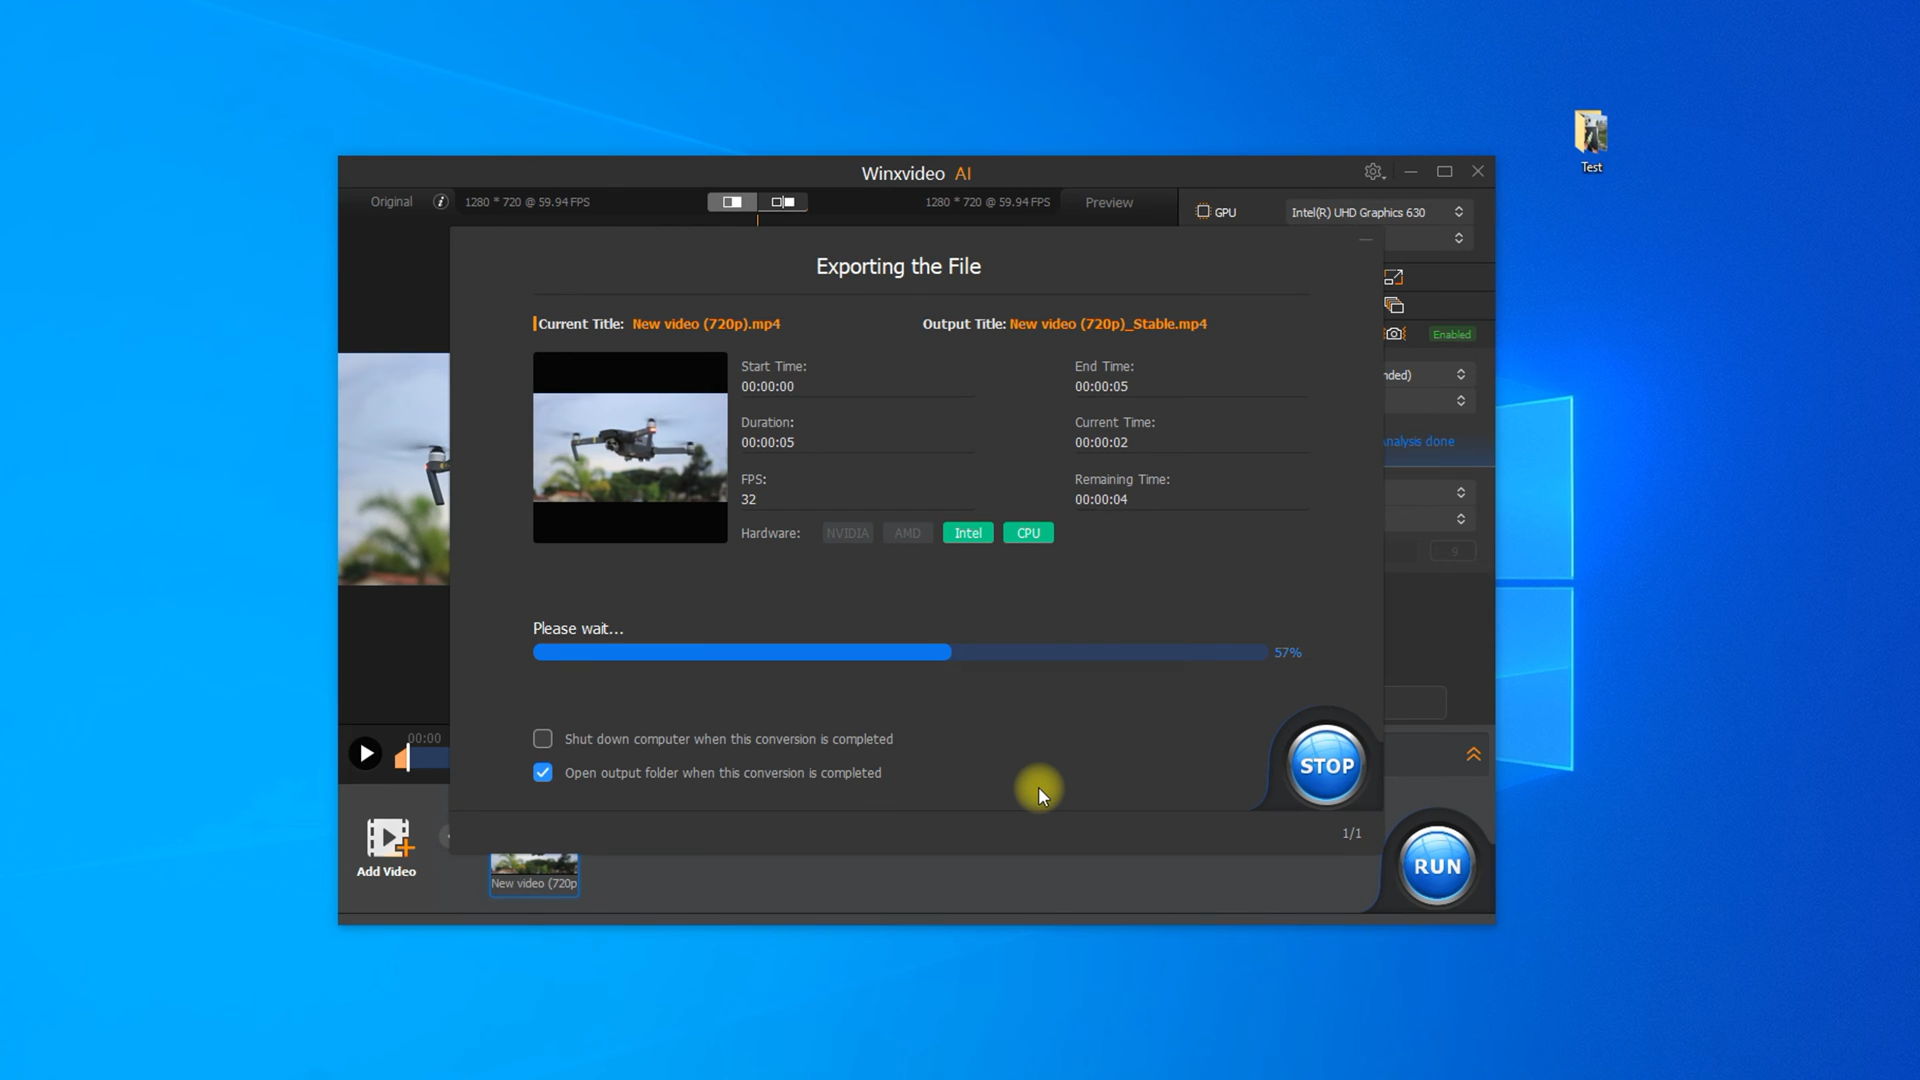 Test
Winxvideo AI
Original
1280 * 720 @ 59.94 FPS
1280 * 720 @ 59.94 FPS
Preview
GPU
Intel(R) UHD Graphics 630
Exporting the File
Current Title: New video (720p).mp4
Output Title: New video (720p)_Stable.mp4
Enabled
Start Time:
00:00:00
End Time:
00:00:05
nded)
Duration:
00:00:05
Current Time:
00:00:02
Analysis done
FPS:
32
Remaining Time:
00:00:04
Hardware:
NVIDIA
AMD
Intel
CPU
9
Please wait...
57%
00:00
Shut down computer when this conversion is completed
Open output folder when this conversion is completed
STOP
1/1
Add Video
New video (720p
RUN